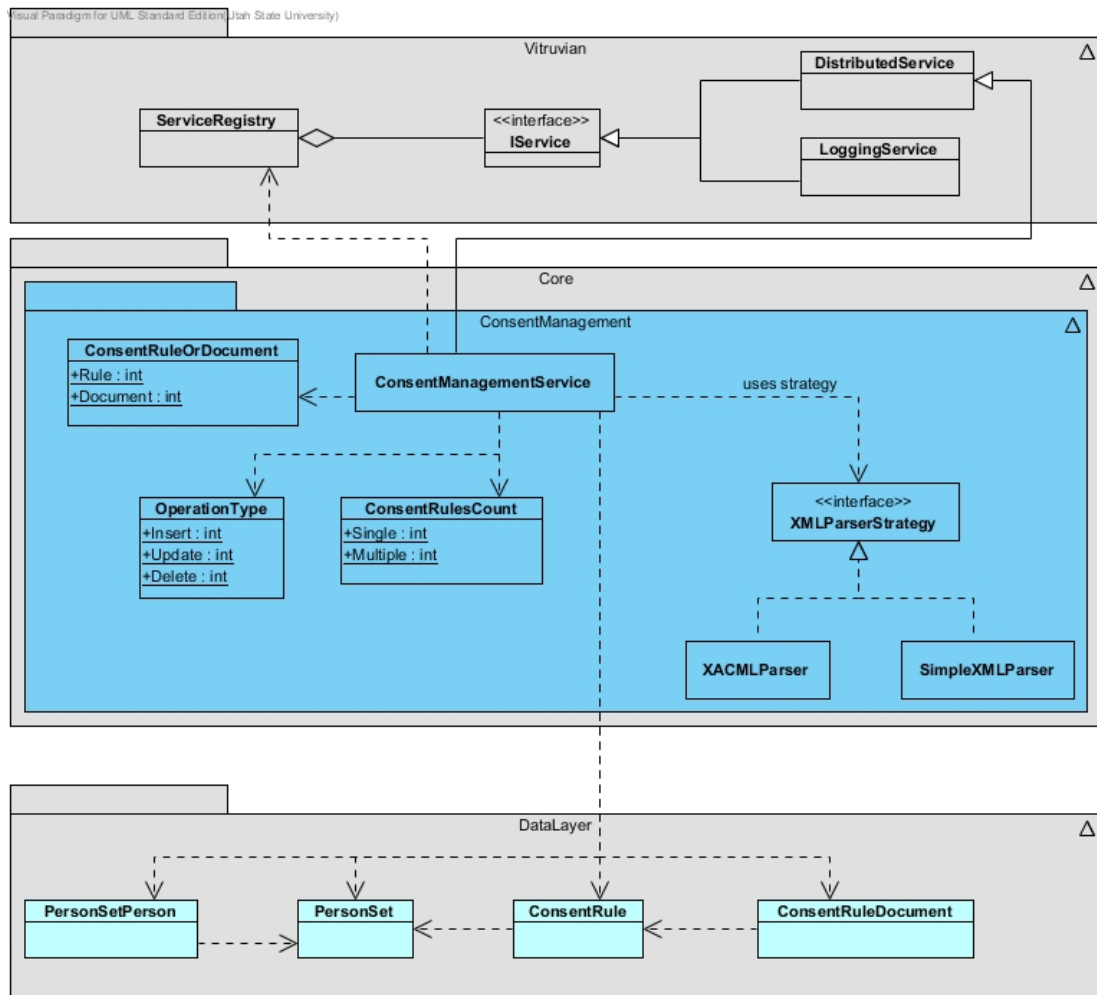 Visual Paradigm for UML Standard Edition(Utah State University)
Vitruvian
DistributedService
ServiceRegistry
<<interface>>
IService
LoggingService
Core
ConsentManagement
ConsentRuleOrDocument
+Rule : int
+Document : int
ConsentManagementService
uses strategy
OperationType
+Insert : int
+Update : int
+Delete : int
ConsentRulesCount
+Single : int
+Multiple : int
<<interface>>
XMLParserStrategy
XACMLParser
SimpleXMLParser
DataLayer
PersonSetPerson
PersonSet
ConsentRule
ConsentRuleDocument